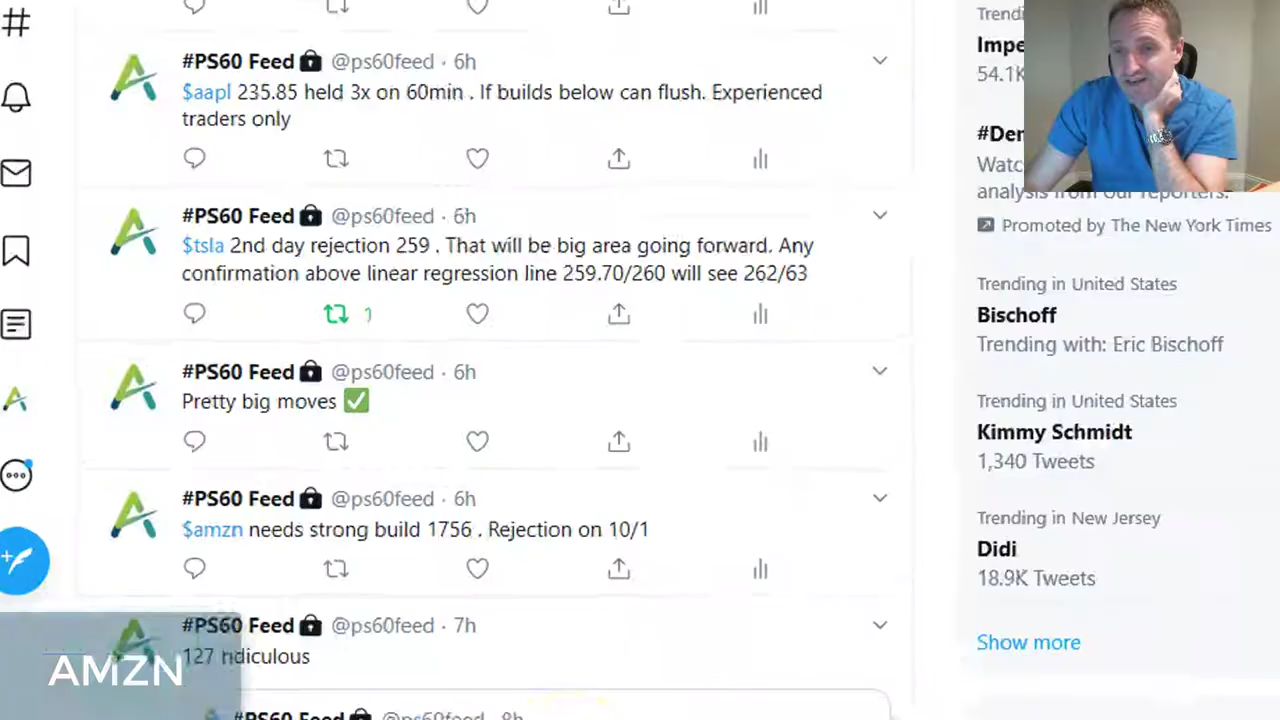 #PS60 Feed @ps60feed · 6h
$aapl 235.85 held 3x on 60min . If builds below can flush. Experienced
traders only
#PS60 Feed @ps60feed · 6h
$tsla 2nd day rejection 259 . That will be big area going forward. Any
confirmation above linear regression line 259.70/260 will see 262/63
1
#PS60 Feed @ps60feed · 6h
Pretty big moves
#PS60 Feed @ps60feed · 6h
$amzn needs strong build 1756 . Rejection on 10/1
#PS60 Feed @ps60feed · 7h
127 ridiculous
#PS60 Feed @ps60feed · 8h
AMZN
Trendi
Impe
54.1K
#Den
Watc
analysis from our reporters.
Promoted by The New York Times
Trending in United States
Bischoff
Trending with: Eric Bischoff
Trending in United States
Kimmy Schmidt
1,340 Tweets
Trending in New Jersey
Didi
18.9K Tweets
Show more